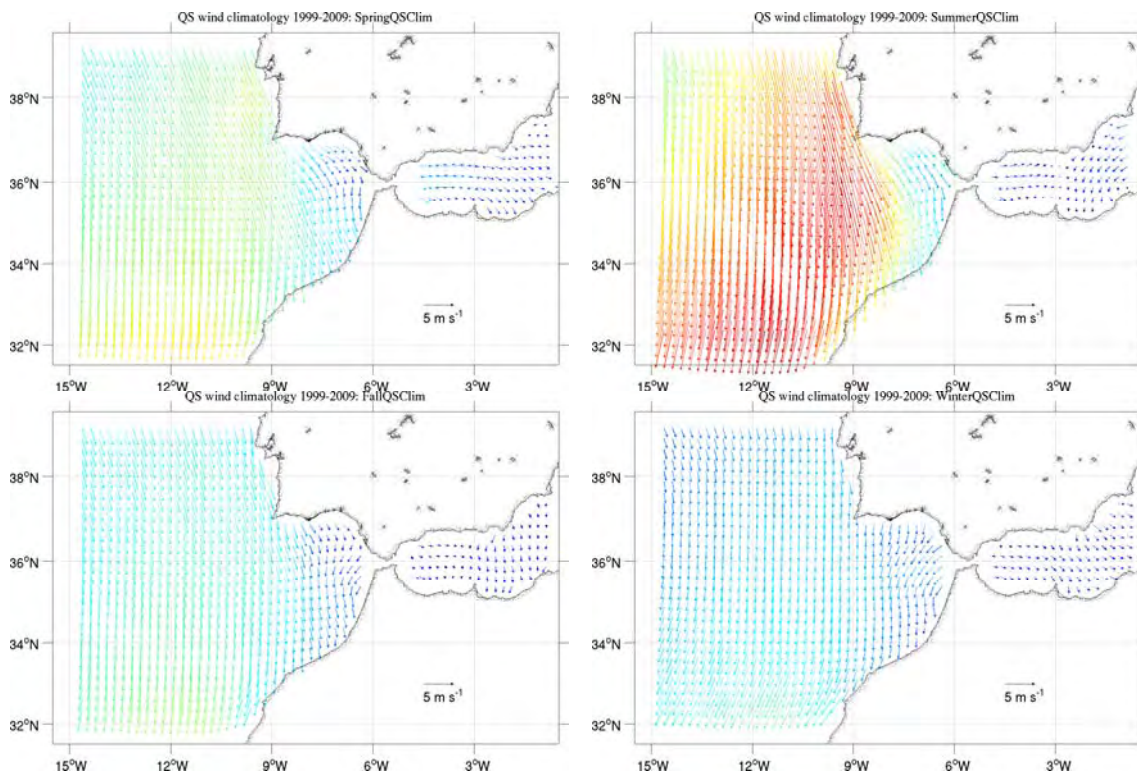 QS wind climatology 1999-2009: SpringQSClim
38°N
36°N
34°N
32°N
5 m s⁻¹
15°W
12°W
9°W
6°W
3°W
QS wind climatology 1999-2009: SummerQSClim
38°N
36°N
34°N
32°N
5 m s⁻¹
15°W
12°W
9°W
6°W
3°W
QS wind climatology 1999-2009: FallQSClim
38°N
36°N
34°N
32°N
5 m s⁻¹
15°W
12°W
9°W
6°W
3°W
QS wind climatology 1999-2009: WinterQSClim
38°N
36°N
34°N
32°N
5 m s⁻¹
15°W
12°W
9°W
6°W
3°W